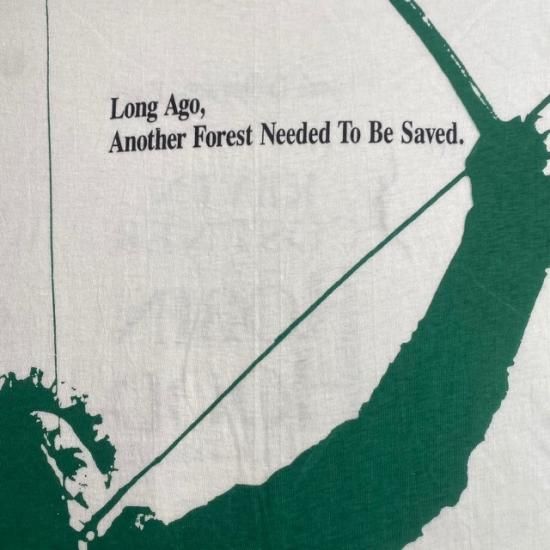 Long Ago,
Another Forest Needed To Be Saved.